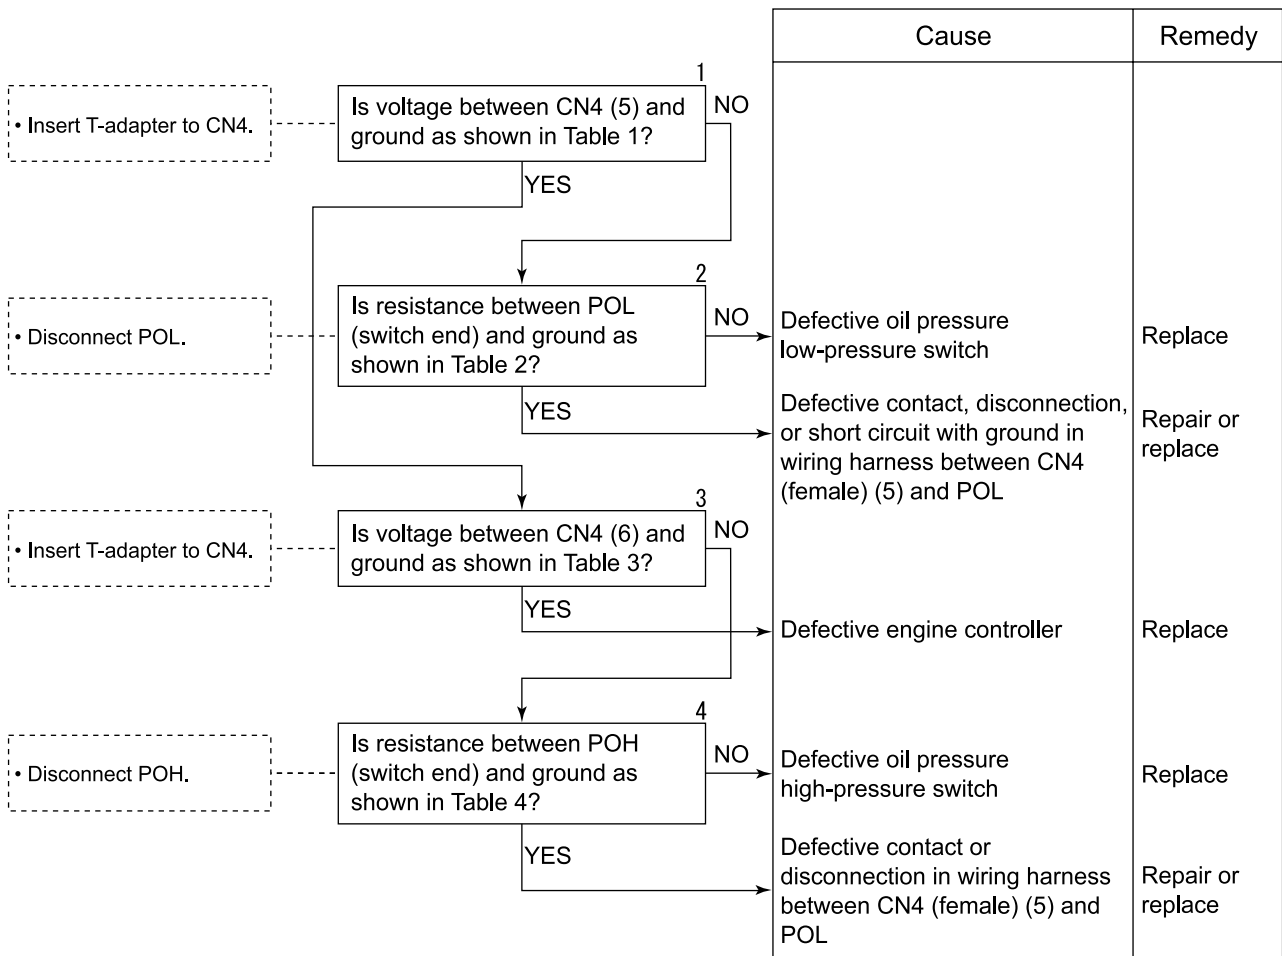 Cause
Remedy
• Insert T-adapter to CN4.
1
Is voltage between CN4 (5) and
ground as shown in Table 1?
NO
YES
• Disconnect POL.
2
Is resistance between POL
(switch end) and ground as
shown in Table 2?
NO
Defective oil pressure
low-pressure switch
Replace
YES
Defective contact, disconnection,
or short circuit with ground in
wiring harness between CN4
(female) (5) and POL
Repair or
replace
• Insert T-adapter to CN4.
3
Is voltage between CN4 (6) and
ground as shown in Table 3?
NO
YES
Defective engine controller
Replace
• Disconnect POH.
4
Is resistance between POH
(switch end) and ground as
shown in Table 4?
NO
Defective oil pressure
high-pressure switch
Replace
YES
Defective contact or
disconnection in wiring harness
between CN4 (female) (5) and
POL
Repair or
replace